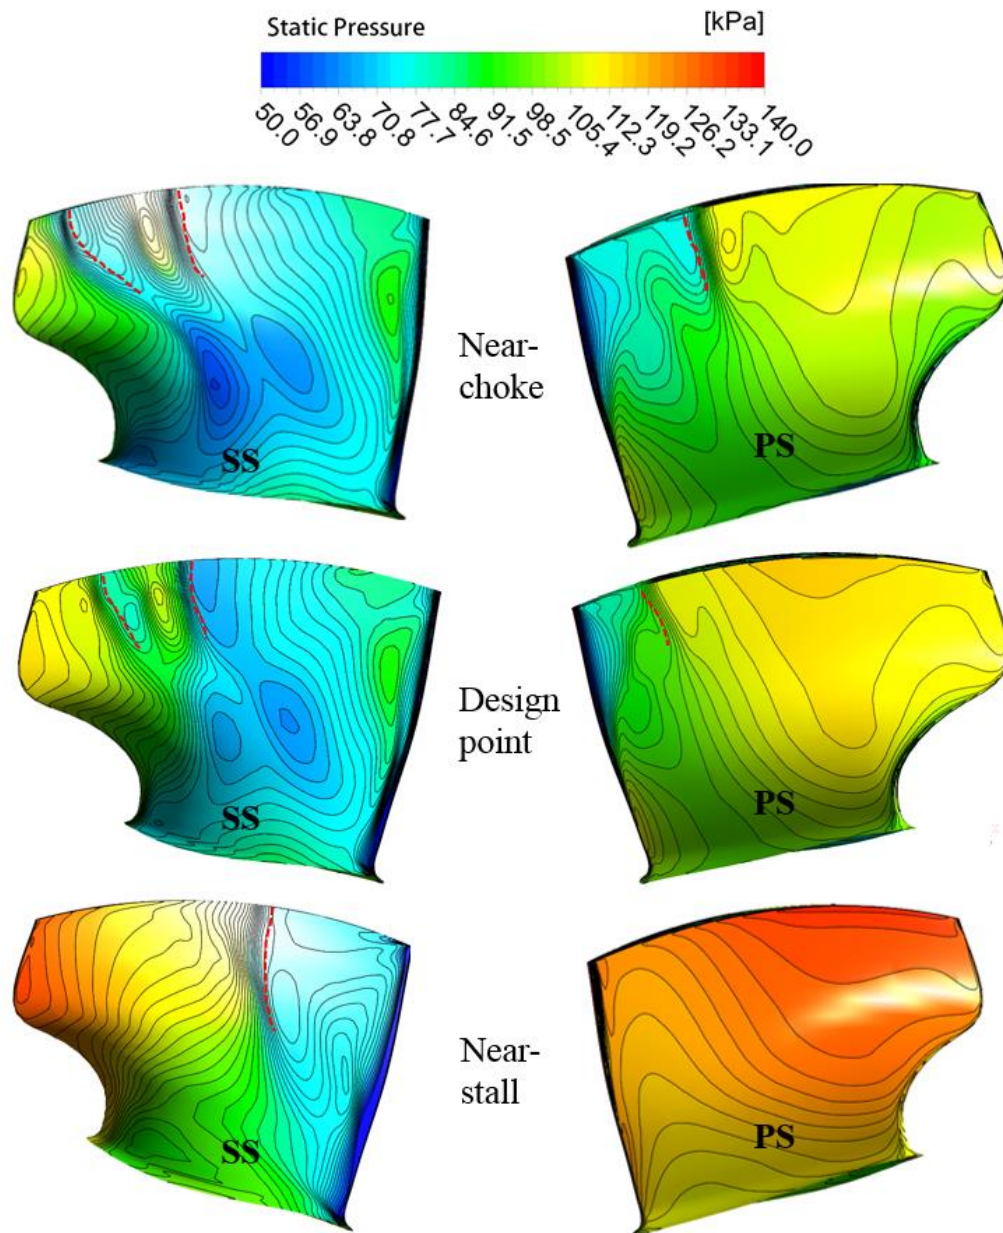 Static Pressure [kPa]
50.0 56.9 63.8 70.8 77.7 84.6 91.5 98.5 105.4 112.3 119.2 126.2 133.1 140.0
Near-
choke
SS
PS
Design
point
SS
PS
Near-
stall
SS
PS